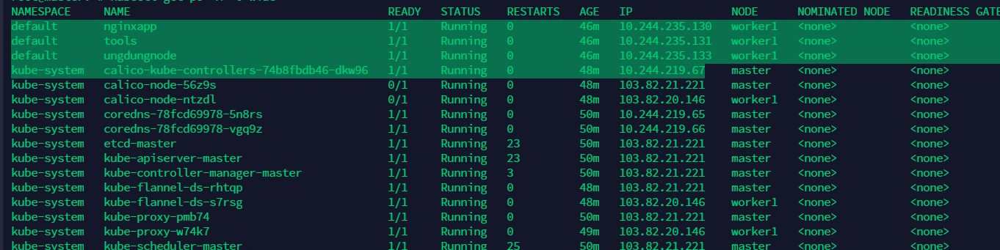 NAMESPACE NAME READY STATUS RESTARTS AGE IP NODE NOMINATED NODE READINESS GATE
default nginxapp 1/1 Running 0 46m 10.244.235.130 worker1 <none> <none>
default tools 1/1 Running 0 46m 10.244.235.131 worker1 <none> <none>
default ungdungnode 1/1 Running 0 46m 10.244.235.133 worker1 <none> <none>
kube-system calico-kube-controllers-74b8fbdb46-dkw96 1/1 Running 0 48m 10.244.219.67 master <none> <none>
kube-system calico-node-56z9s 0/1 Running 0 48m 103.82.21.221 master <none> <none>
kube-system calico-node-ntzdl 0/1 Running 0 48m 103.82.20.146 worker1 <none> <none>
kube-system coredns-78fcd69978-5n8rs 1/1 Running 0 50m 10.244.219.65 master <none> <none>
kube-system coredns-78fcd69978-vgq9z 1/1 Running 0 50m 10.244.219.66 master <none> <none>
kube-system etcd-master 1/1 Running 23 50m 103.82.21.221 master <none> <none>
kube-system kube-apiserver-master 1/1 Running 23 50m 103.82.21.221 master <none> <none>
kube-system kube-controller-manager-master 1/1 Running 3 50m 103.82.21.221 master <none> <none>
kube-system kube-flannel-ds-rhtqp 1/1 Running 0 48m 103.82.21.221 master <none> <none>
kube-system kube-flannel-ds-s7rsg 1/1 Running 0 48m 103.82.20.146 worker1 <none> <none>
kube-system kube-proxy-pmb74 1/1 Running 0 50m 103.82.21.221 master <none> <none>
kube-system kube-proxy-w74k7 1/1 Running 0 49m 103.82.20.146 worker1 <none> <none>
kube-system kube-scheduler-master 1/1 Running 25 50m 103.82.21.221 master <none> <none>